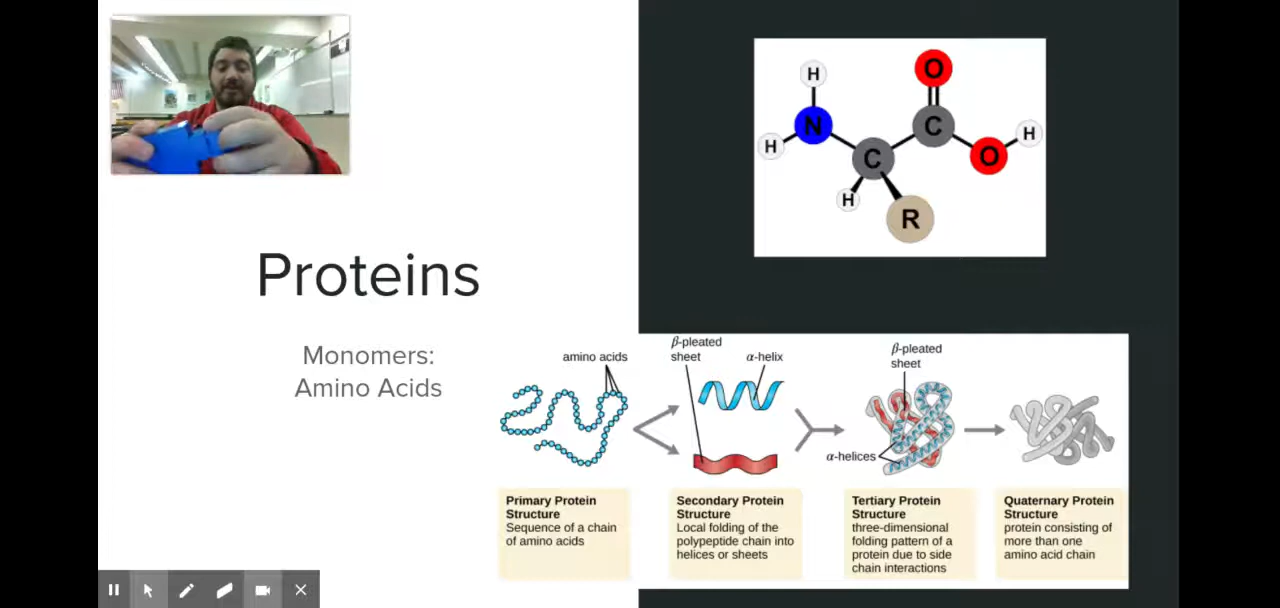 Proteins
Monomers:
Amino Acids
H
O
N
C
H
H
C
O
H
R
amino acids
β-pleated
sheet
α-helix
β-pleated
sheet
α-helices
Primary Protein
Structure
Sequence of a chain
of amino acids
Secondary Protein
Structure
Local folding of the
polypeptide chain into
helices or sheets
Tertiary Protein
Structure
three-dimensional
folding pattern of a
protein due to side
chain interactions
Quaternary Protein
Structure
protein consisting of
more than one
amino acid chain